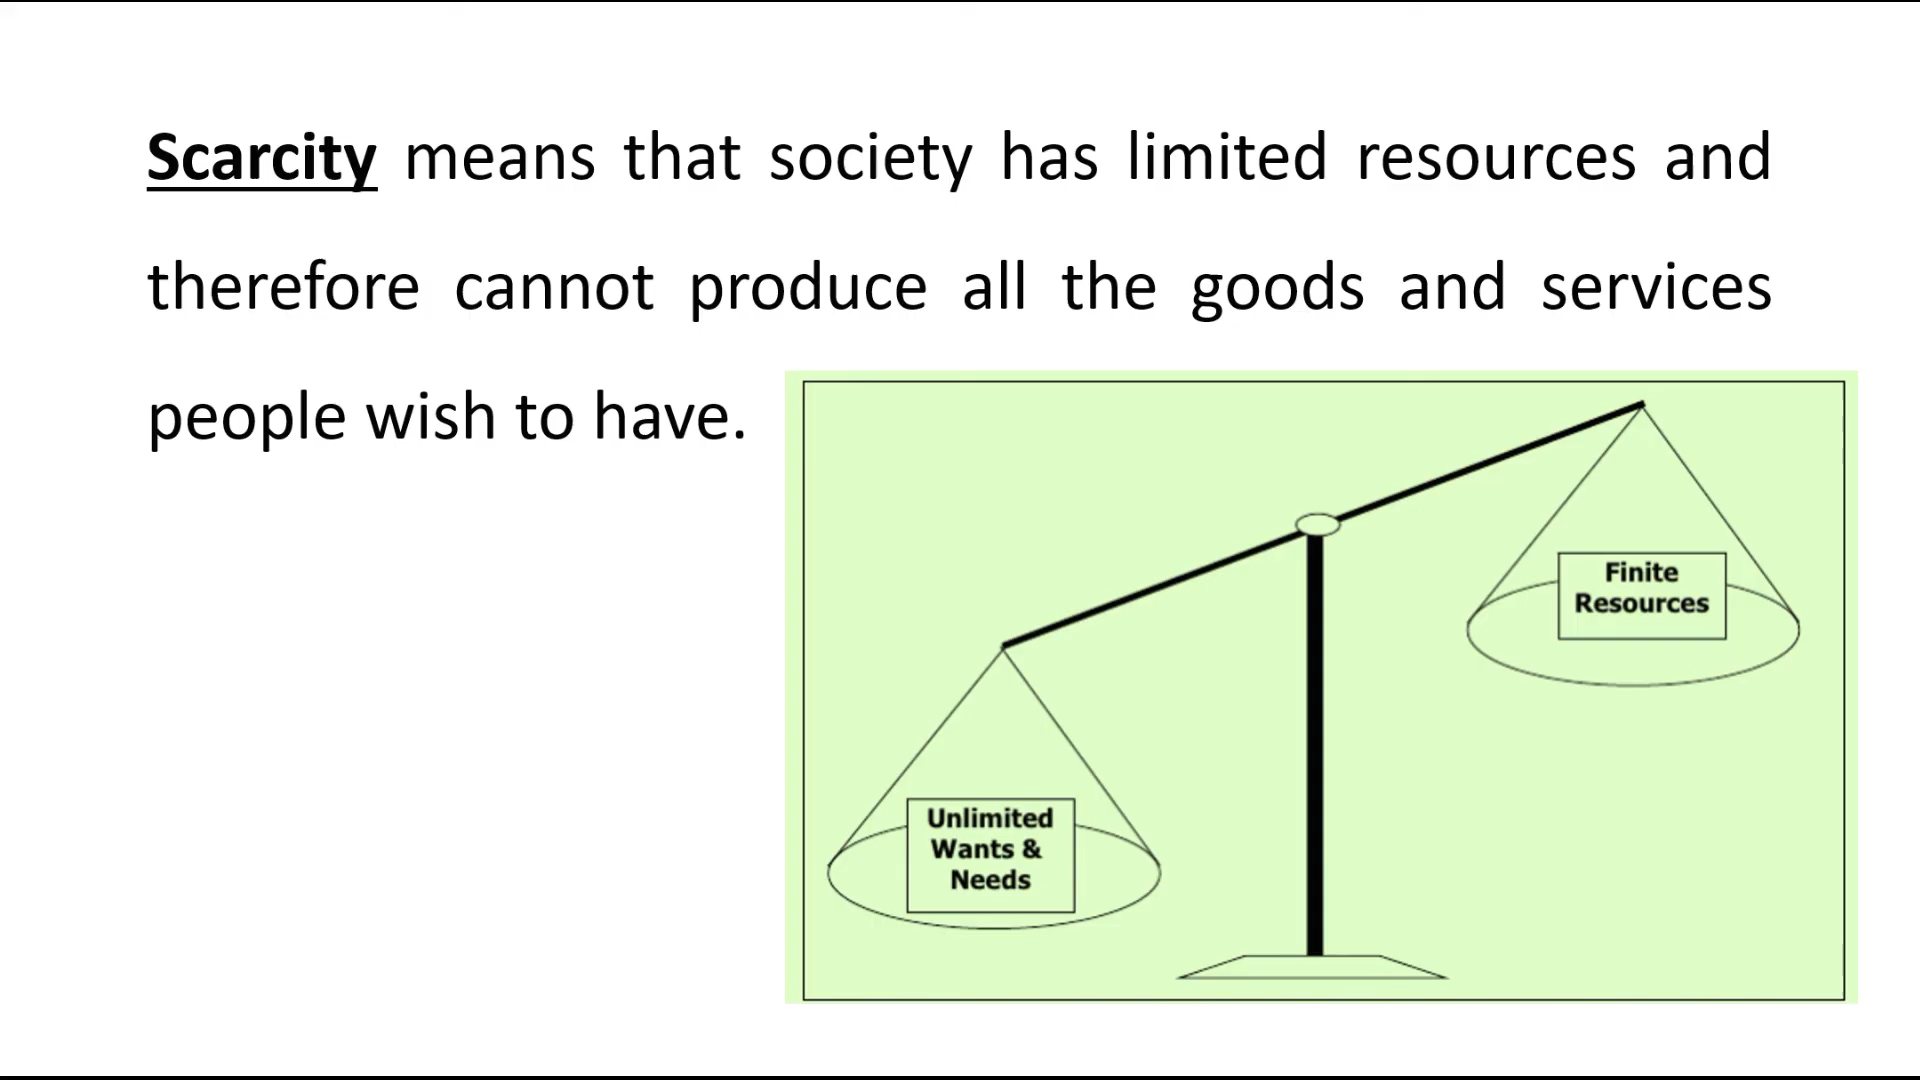 Scarcity means that society has limited resources and
therefore cannot produce all the goods and services
people wish to have.
Finite
Resources
Unlimited
Wants &
Needs